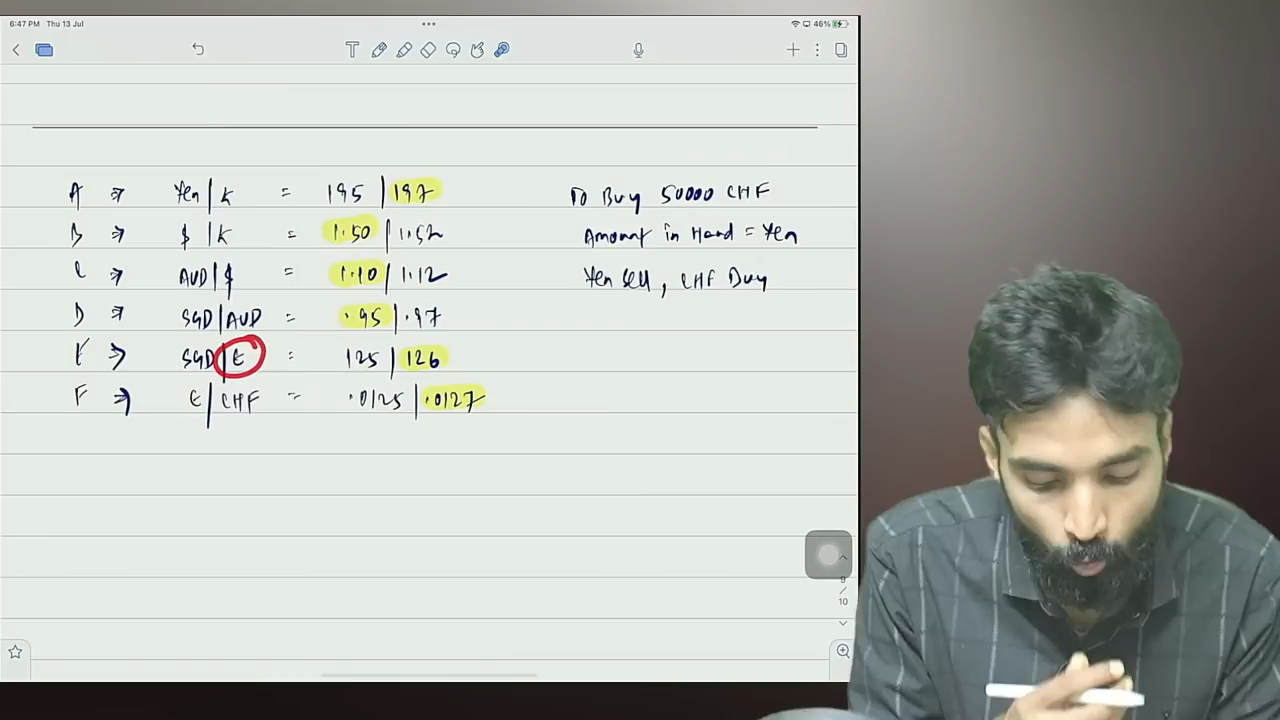 6:47 PM Thu 13 Jul
46%
A ⇒ Yen | £ = 195 | 197
B ⇒ $ | £ = 1.50 | 1.52
C ⇒ AUD | $ = 1.10 | 1.12
D ⇒ SGD | AUD = .95 | .97
E ⇒ SGD | € = 125 | 126
F ⇒ € | CHF = .0125 | .0127
To Buy 50000 CHF
Amount in Hand = Yen
Yen Sell, CHF Buy
9
/
10